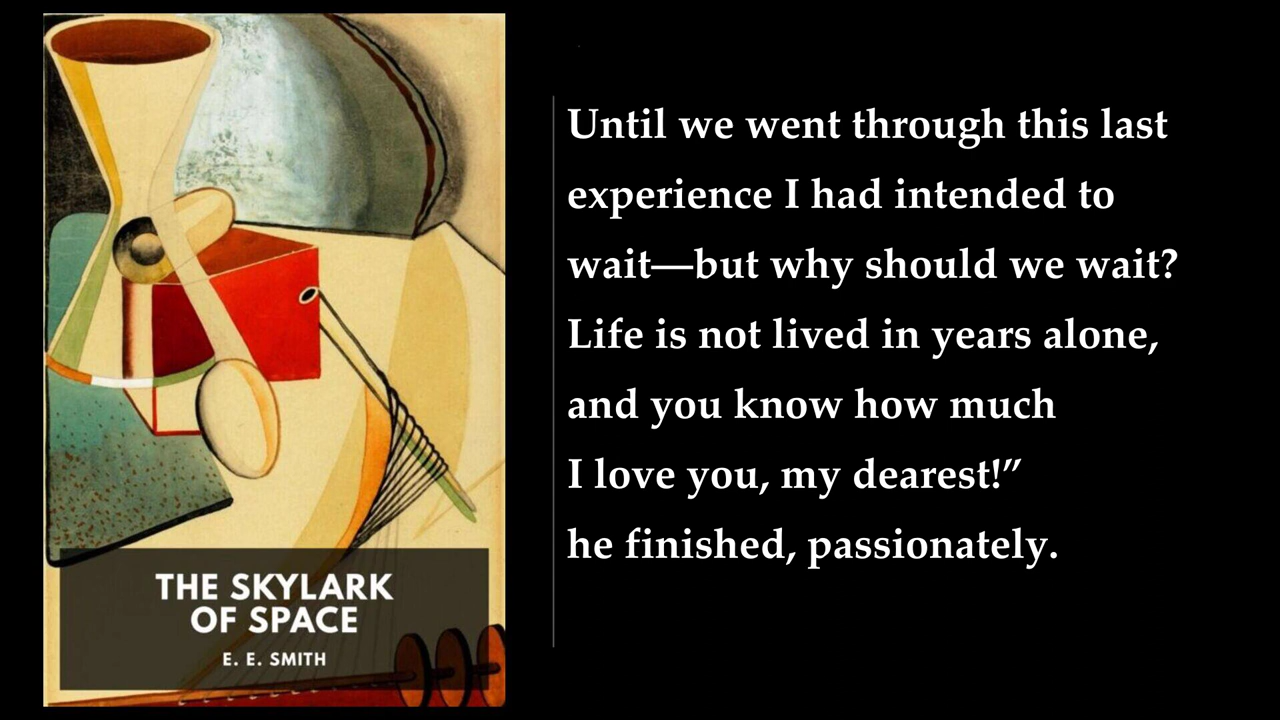 THE SKYLARK
OF SPACE
E. E. SMITH
Until we went through this last
experience I had intended to
wait—but why should we wait?
Life is not lived in years alone,
and you know how much
I love you, my dearest!”
he finished, passionately.